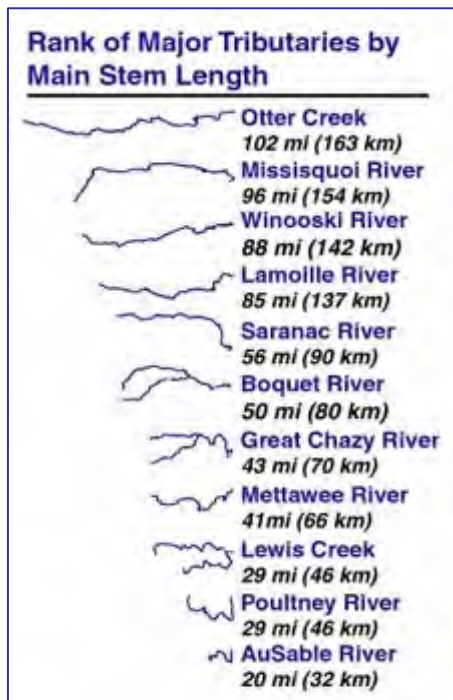 Rank of Major Tributaries by
Main Stem Length
Otter Creek
102 mi (163 km)
Missisquoi River
96 mi (154 km)
Winooski River
88 mi (142 km)
Lamoille River
85 mi (137 km)
Saranac River
56 mi (90 km)
Boquet River
50 mi (80 km)
Great Chazy River
43 mi (70 km)
Mettawee River
41mi (66 km)
Lewis Creek
29 mi (46 km)
Poultney River
29 mi (46 km)
AuSable River
20 mi (32 km)